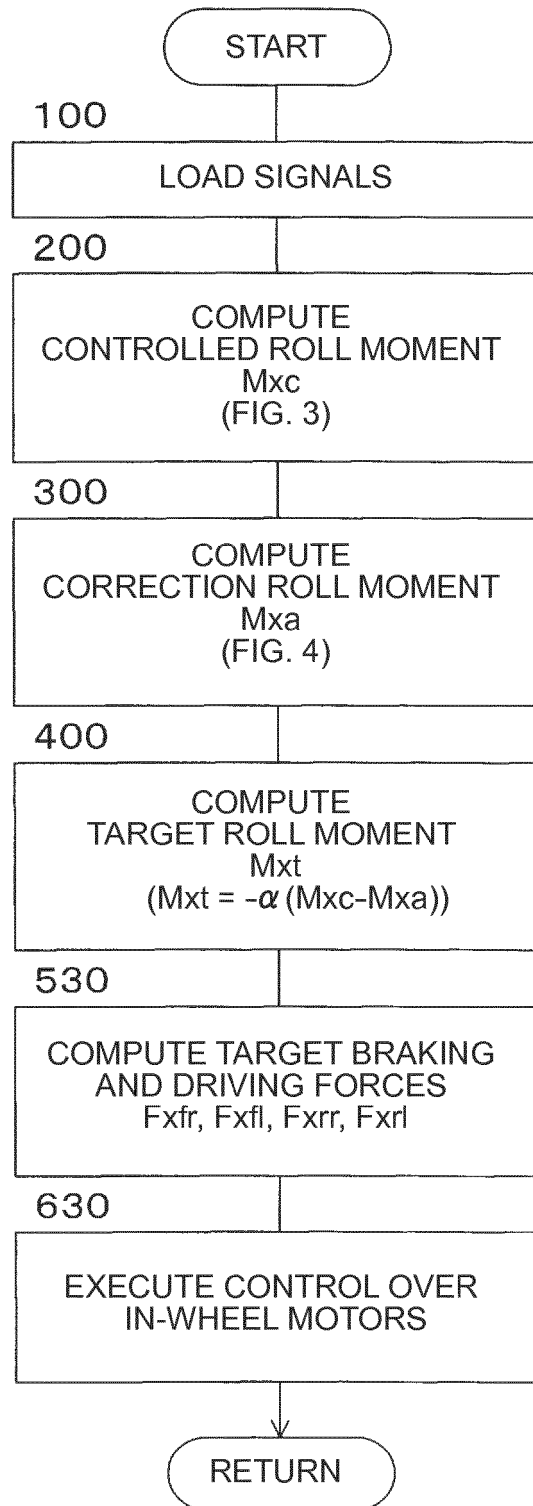 START
100
LOAD SIGNALS
200
COMPUTE
CONTROLLED ROLL MOMENT
Mxc
(FIG. 3)
300
COMPUTE
CORRECTION ROLL MOMENT
Mxa
(FIG. 4)
400
COMPUTE
TARGET ROLL MOMENT
Mxt
(Mxt = -α (Mxc-Mxa))
530
COMPUTE TARGET BRAKING
AND DRIVING FORCES
Fxfr, Fxfl, Fxrr, Fxrl
630
EXECUTE CONTROL OVER
IN-WHEEL MOTORS
RETURN